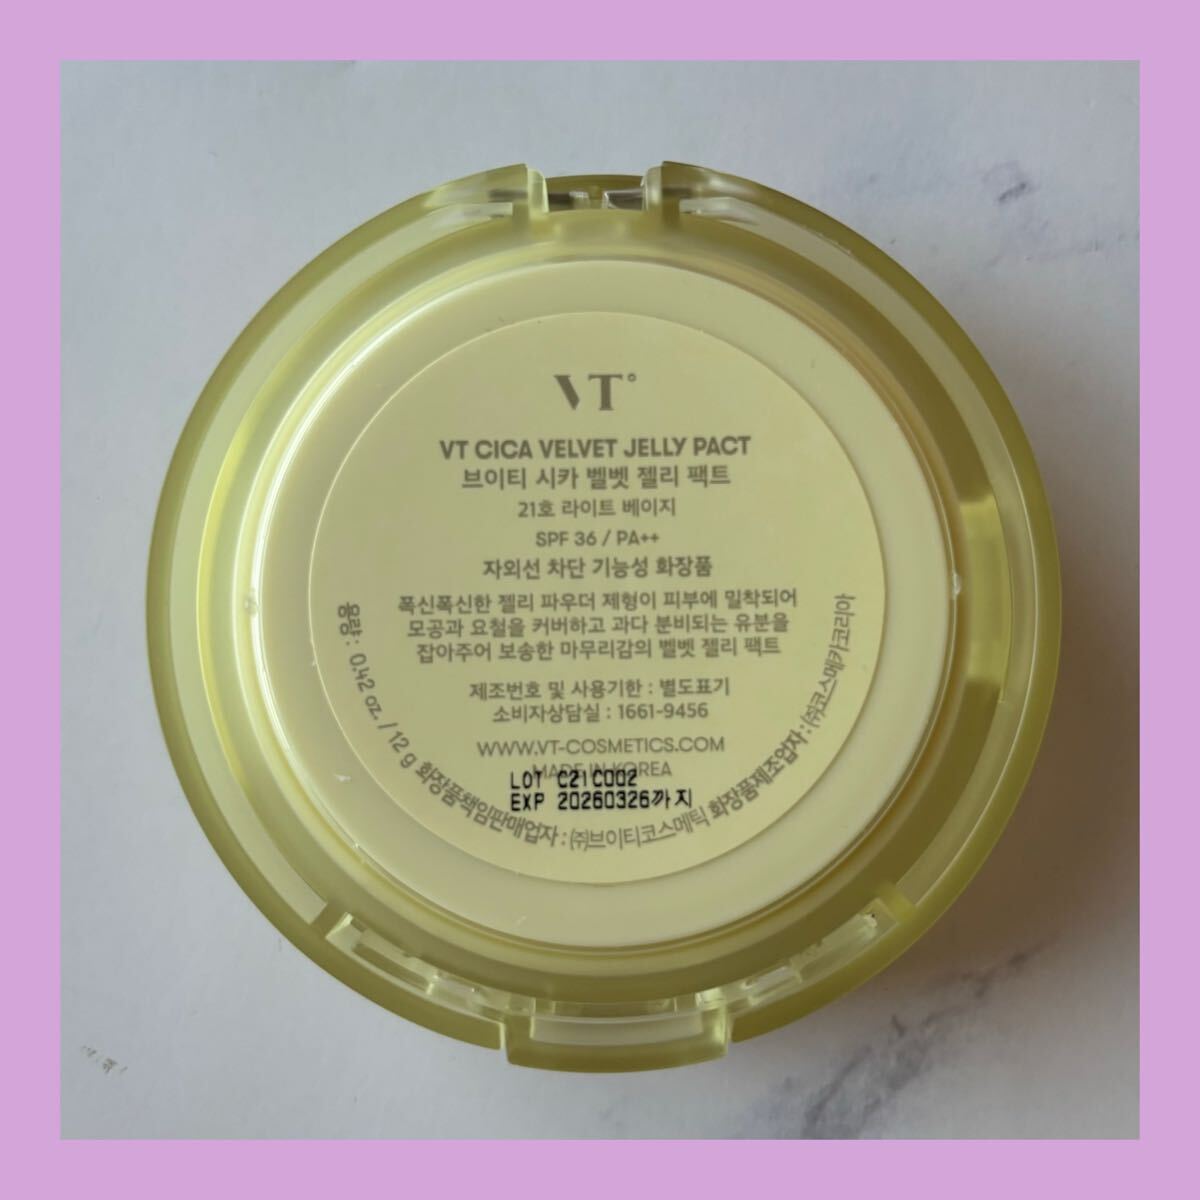 VT
VT CICA VELVET JELLY PACT
브이티 시카 벨벳 젤리 팩트
21호 라이트 베이지
SPF 36 / PA++
자외선 차단 기능성 화장품
폭신폭신한 젤리 파우더 제형이 피부에 밀착되어
모공과 요철을 커버하고 과다 분비되는 유분을
잡아주어 보송한 마무리감의 벨벳 젤리 팩트
제조번호 및 사용기한 : 별도표기
소비자상담실 : 1661-9456
WWW.VT-COSMETICS.COM
MADE IN KOREA
LOT C21C002
EXP 20260326까지
용량 : 0.42 oz. / 12 g 화장품책임판매업자 : ㈜브이티코스메틱 화장품제조업자 : ㈜코스메카코리아